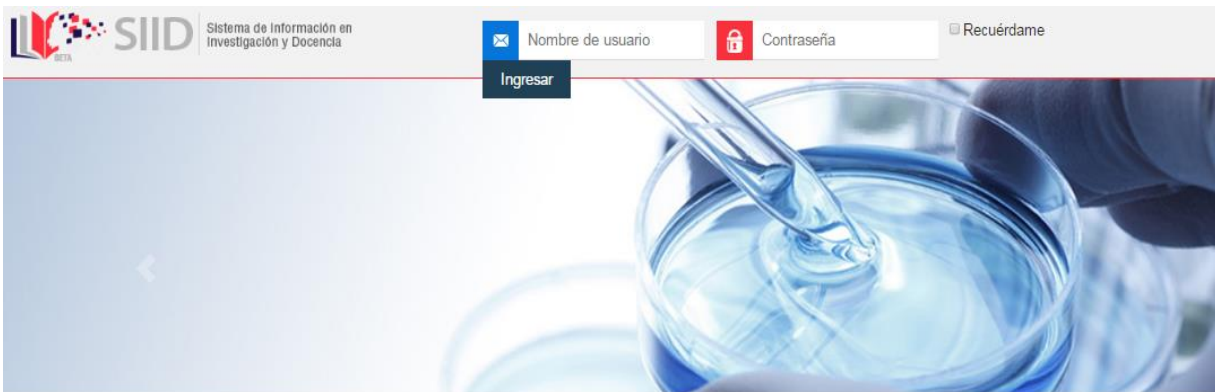 SIID
Sistema de Información en
Investigación y Docencia
BETA
Nombre de usuario
Contraseña
Recuérdame
Ingresar